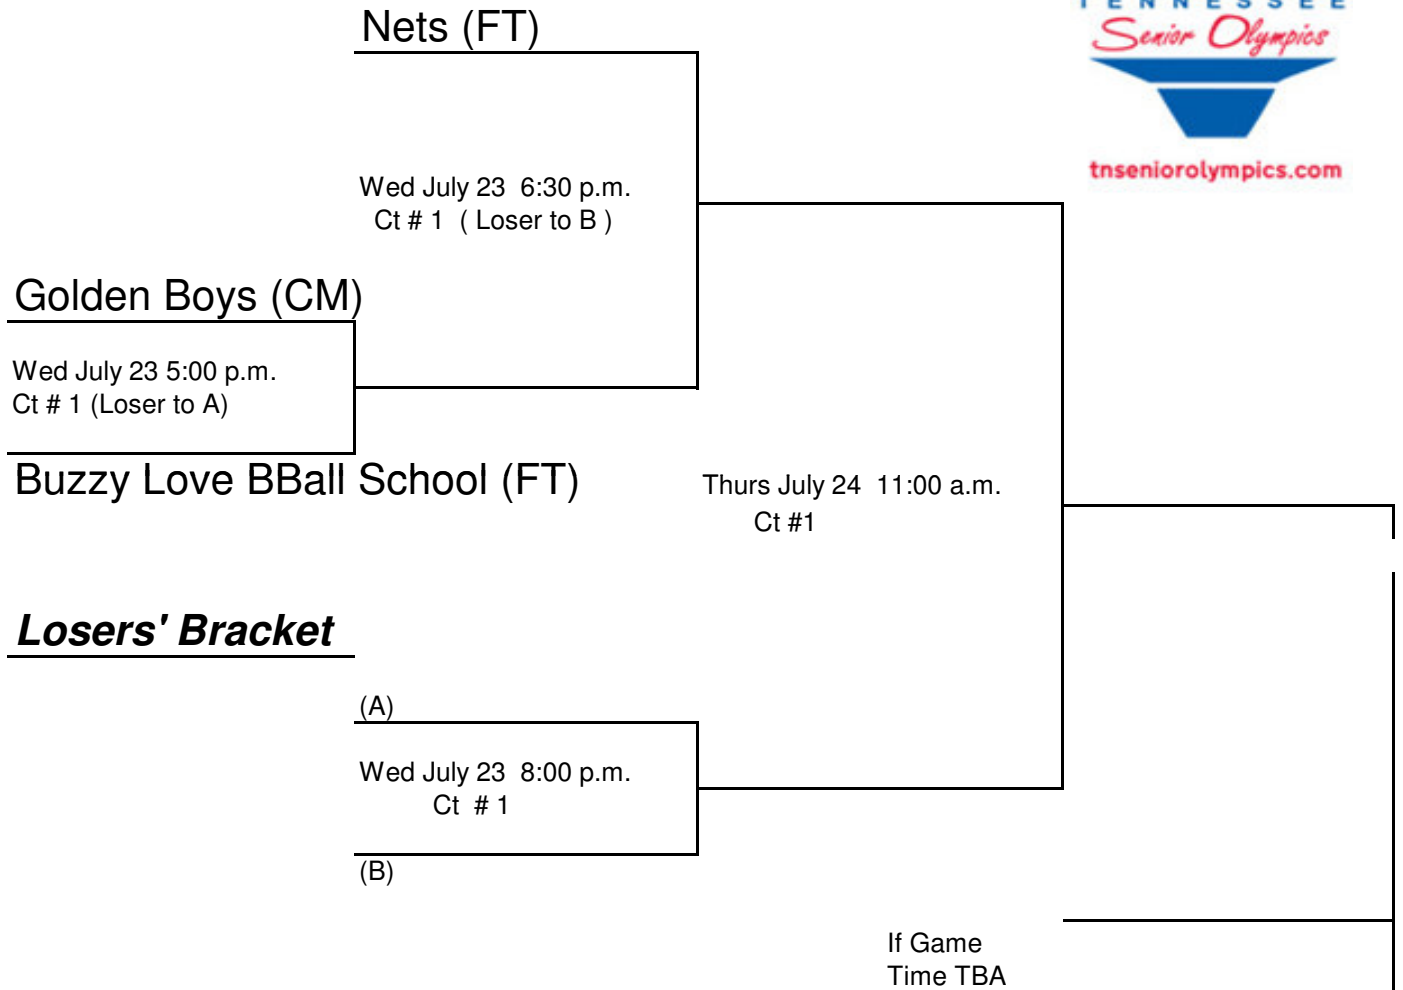 Nets (FT)
TENNESSEE
Senior Olympics
tnseniorolympics.com
Wed July 23  6:30 p.m.
Ct # 1  ( Loser to B )
Golden Boys (CM)
Wed July 23 5:00 p.m.
Ct # 1 (Loser to A)
Buzzy Love BBall School (FT)
Thurs July 24  11:00 a.m.
Ct #1
Losers' Bracket
(A)
Wed July 23  8:00 p.m.
Ct  # 1
(B)
If Game
Time TBA